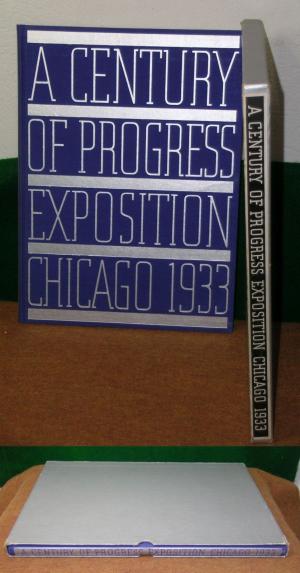 A CENTURY
OF PROGRESS
EXPOSITION
CHICAGO 1933
A CENTURY OF PROGRESS EXPOSITION CHICAGO 1933
A CENTURY OF PROGRESS EXPOSITION CHICAGO 1933